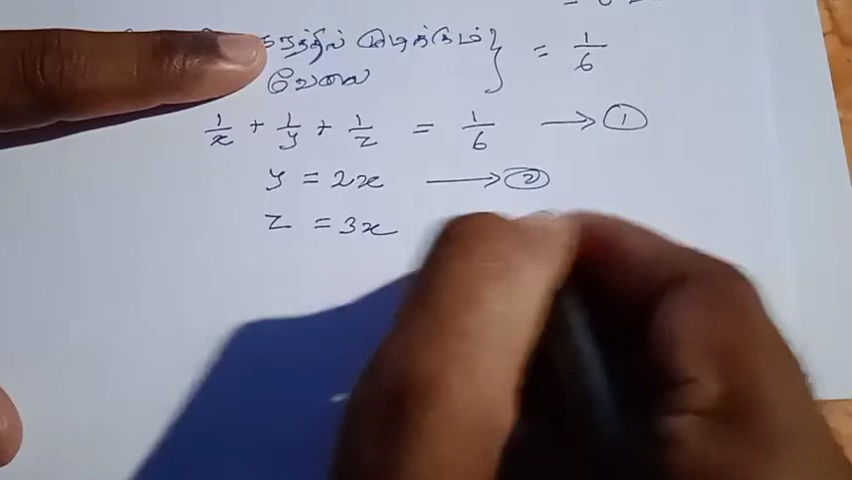 முடிக்கும் } = 1/6
வேலை
1/x + 1/y + 1/z = 1/6 → ①
y = 2x → ②
z = 3x